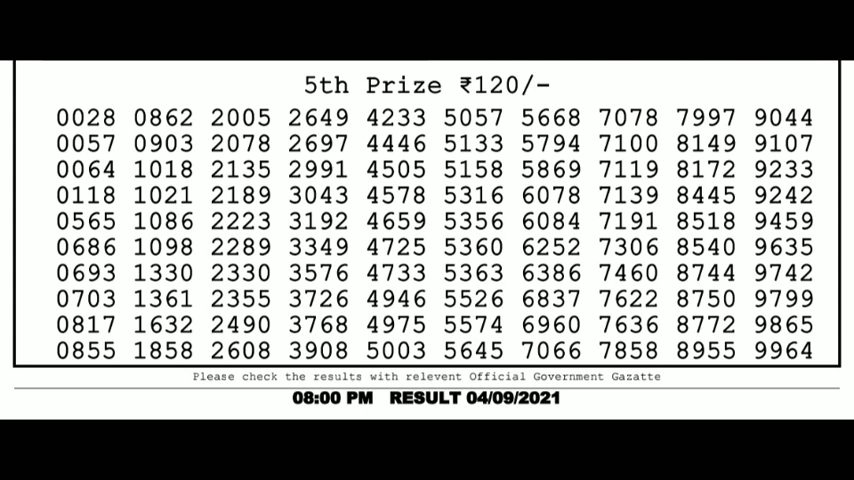 5th Prize ₹120/-
0028 0862 2005 2649 4233 5057 5668 7078 7997 9044
0057 0903 2078 2697 4446 5133 5794 7100 8149 9107
0064 1018 2135 2991 4505 5158 5869 7119 8172 9233
0118 1021 2189 3043 4578 5316 6078 7139 8445 9242
0565 1086 2223 3192 4659 5356 6084 7191 8518 9459
0686 1098 2289 3349 4725 5360 6252 7306 8540 9635
0693 1330 2330 3576 4733 5363 6386 7460 8744 9742
0703 1361 2355 3726 4946 5526 6837 7622 8750 9799
0817 1632 2490 3768 4975 5574 6960 7636 8772 9865
0855 1858 2608 3908 5003 5645 7066 7858 8955 9964
Please check the results with relevent Official Government Gazatte
08:00 PM RESULT 04/09/2021